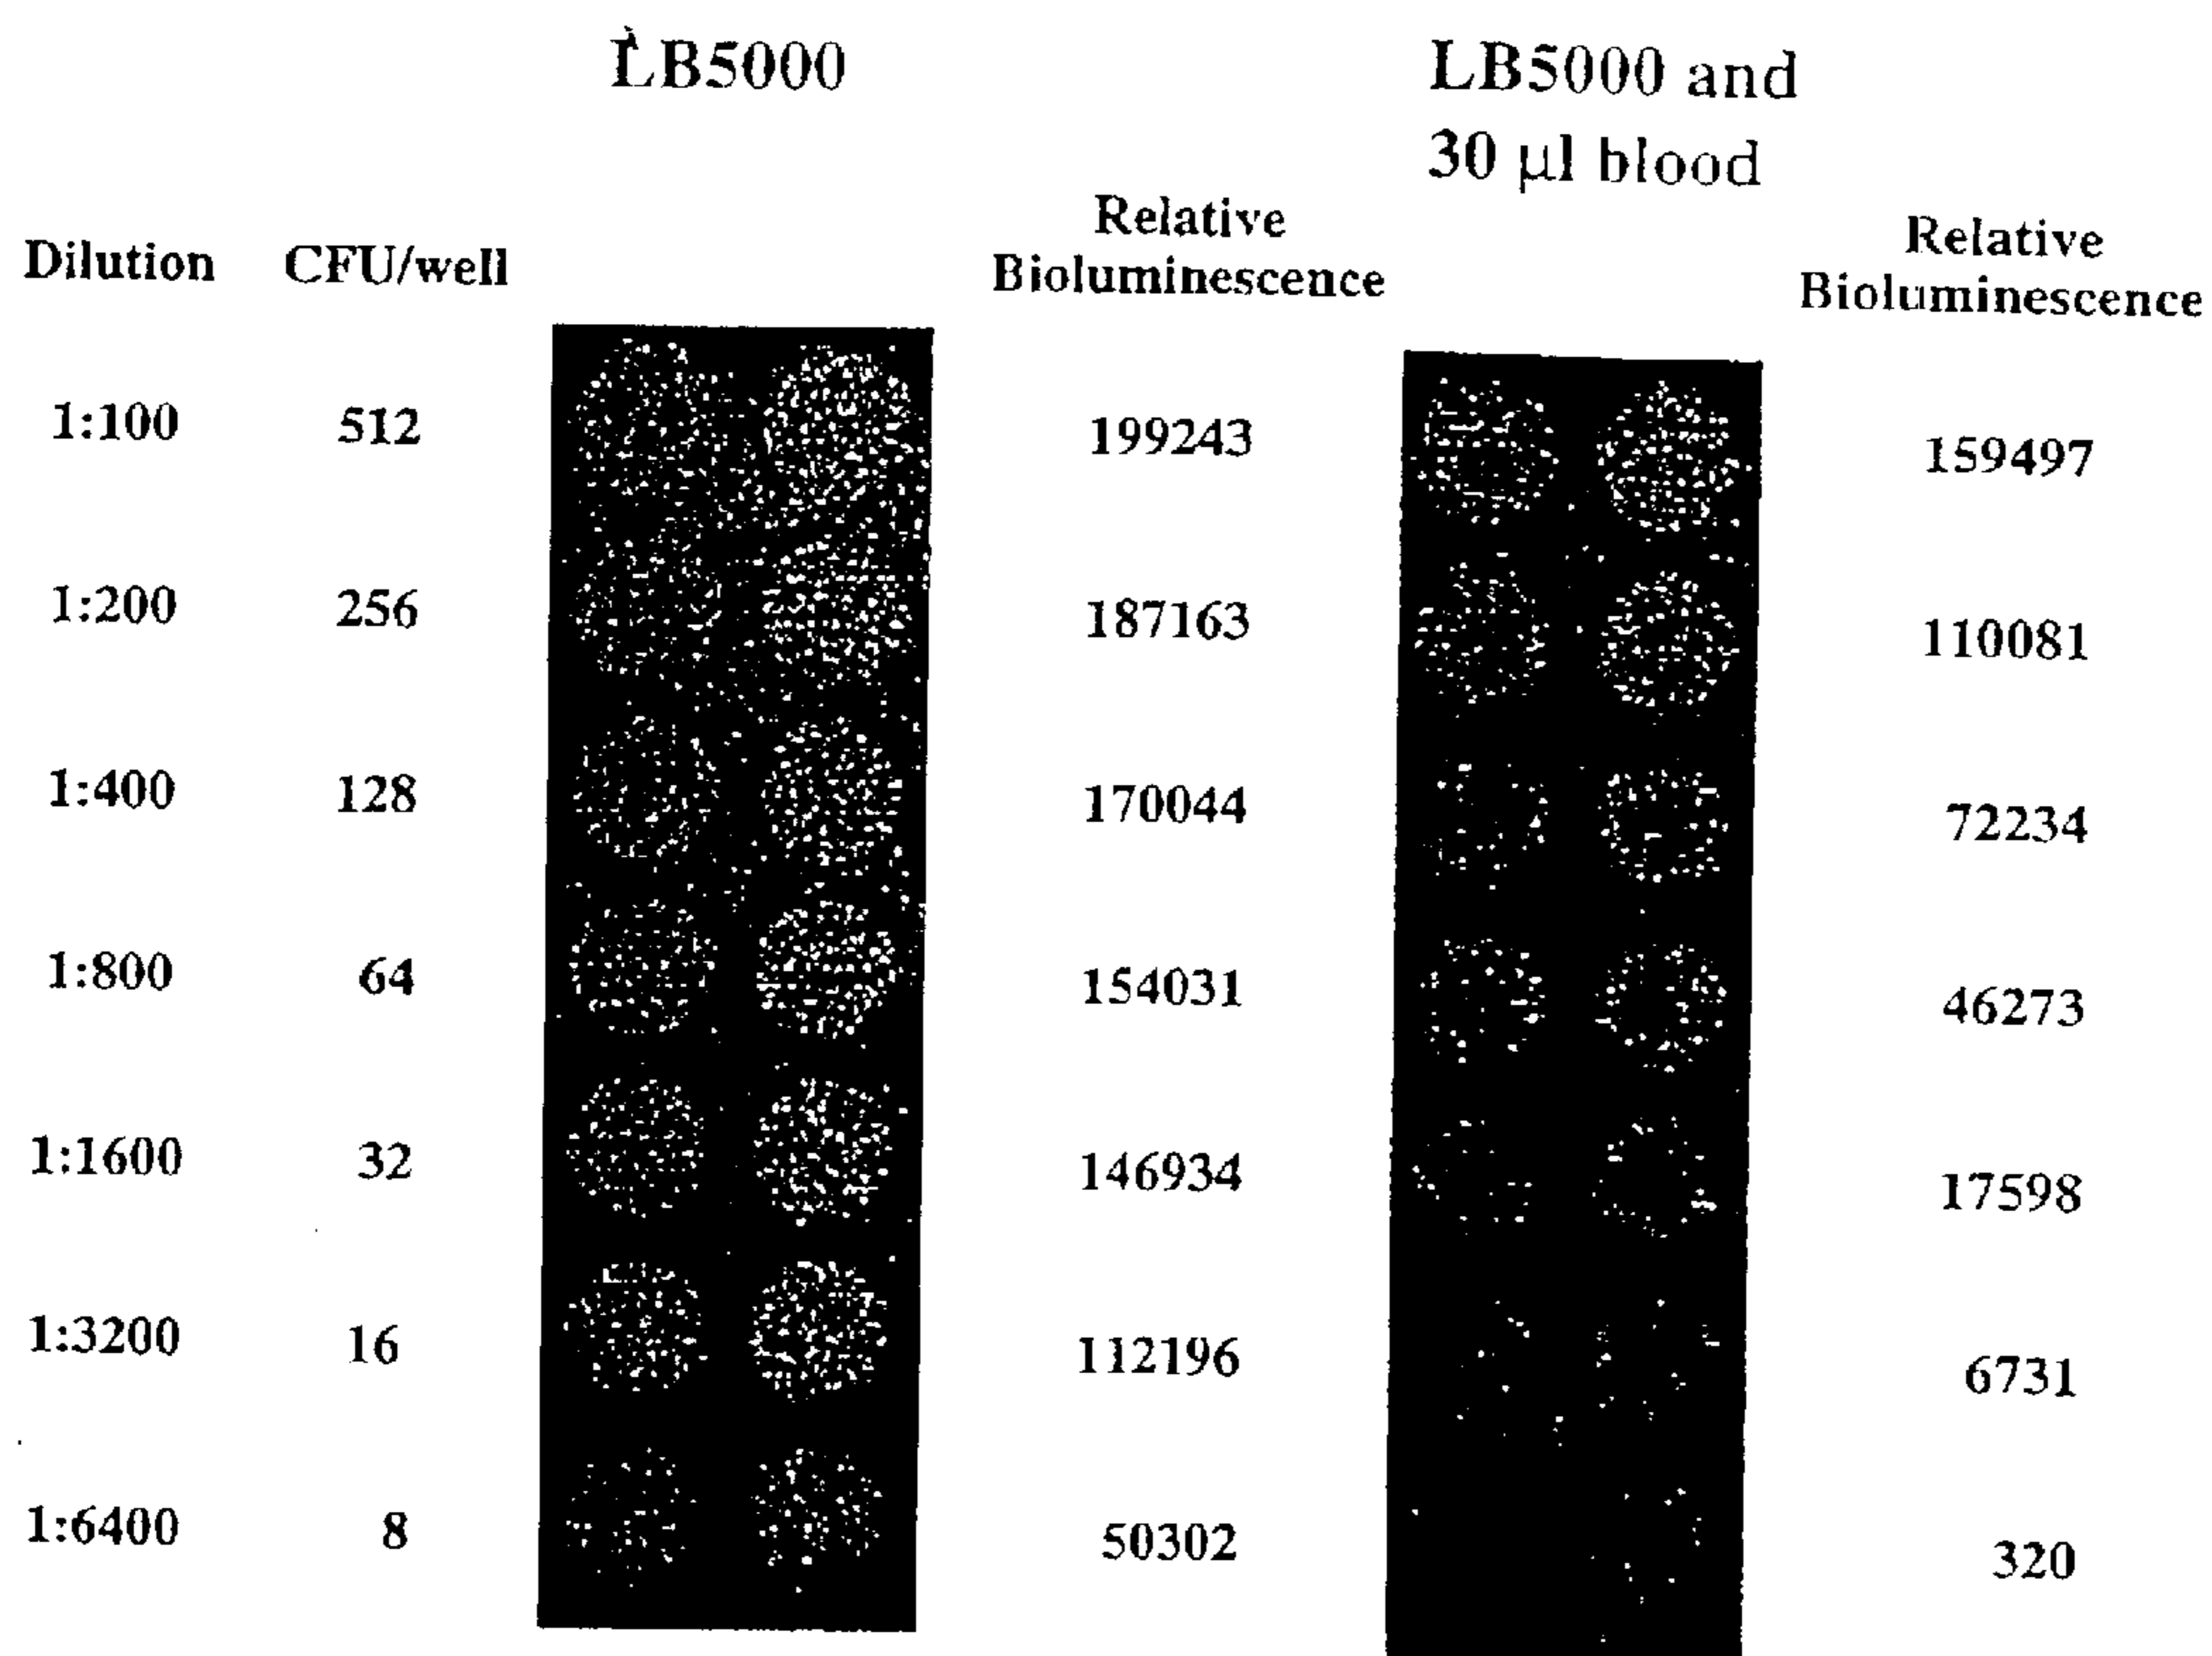 LB5000
LB5000 and
30 µl blood
Relative
Bioluminescence
Relative
Bioluminescence
Dilution CFU/well
1:100 512 199243 159497
1:200 256 187163 110081
1:400 128 170044 72234
1:800 64 154031 46273
1:1600 32 146934 17598
1:3200 16 112196 6731
1:6400 8 50302 320